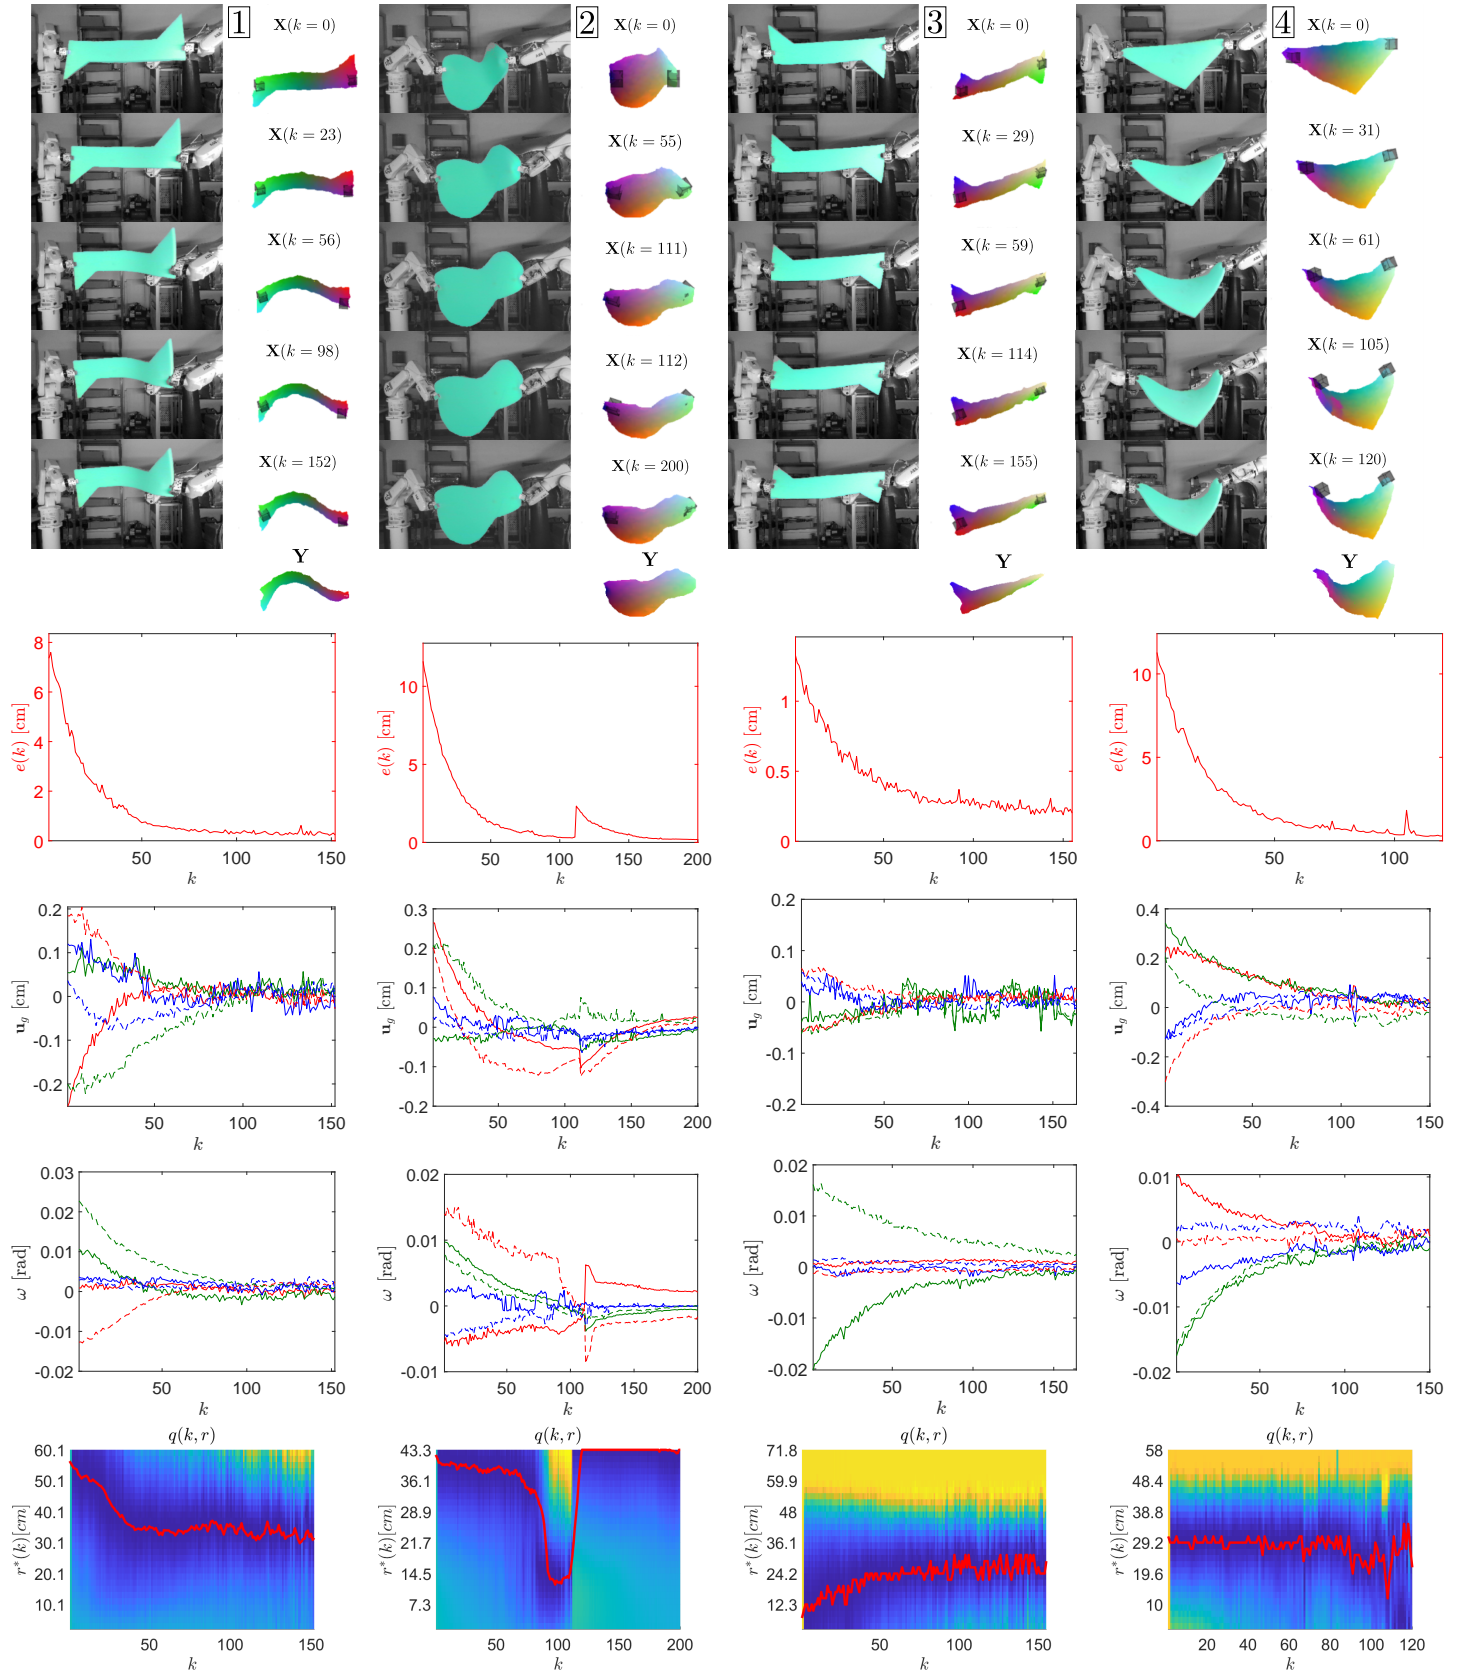 1 X(k = 0) 2 X(k = 0) 3 X(k = 0) 4 X(k = 0)
X(k = 23) X(k = 55) X(k = 29) X(k = 31)
X(k = 56) X(k = 111) X(k = 59) X(k = 61)
X(k = 98) X(k = 112) X(k = 114) X(k = 105)
X(k = 152) X(k = 200) X(k = 155) X(k = 120)
Y Y Y Y
8
6
4
2
0
e(k) [cm]
50 100 150
k
10
5
0
e(k) [cm]
50 100 150 200
k
1
0.5
0
e(k) [cm]
50 100 150
k
10
5
0
e(k) [cm]
50 100
k
0.2
0.1
0
-0.1
-0.2
u_g [cm]
50 100 150
k
0.3
0.2
0.1
0
-0.1
-0.2
u_g [cm]
50 100 150 200
k
0.2
0.1
0
-0.1
-0.2
u_g [cm]
50 100 150
k
0.4
0.2
0
-0.2
-0.4
u_g [cm]
50 100 150
k
0.03
0.02
0.01
0
-0.01
-0.02
ω [rad]
50 100 150
k
0.02
0.01
0
-0.01
ω [rad]
50 100 150 200
k
0.02
0.01
0
-0.01
-0.02
ω [rad]
50 100 150
k
0.01
0
-0.01
-0.02
ω [rad]
50 100 150
k
q(k, r)
60.1
50.1
40.1
30.1
20.1
10.1
r*(k)[cm]
50 100 150
k
q(k, r)
43.3
36.1
28.9
21.7
14.5
7.3
r*(k)[cm]
50 100 150 200
k
q(k, r)
71.8
59.9
48
36.1
24.2
12.3
r*(k)[cm]
50 100 150
k
q(k, r)
58
48.4
38.8
29.2
19.6
10
r*(k)[cm]
20 40 60 80 100 120
k